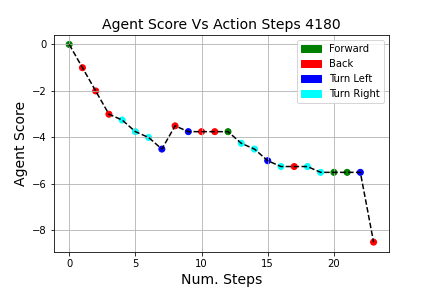 Agent Score Vs Action Steps 4180
Forward
Back
Turn Left
Turn Right
Agent Score
0
−2
−4
−6
−8
0 5 10 15 20
Num. Steps